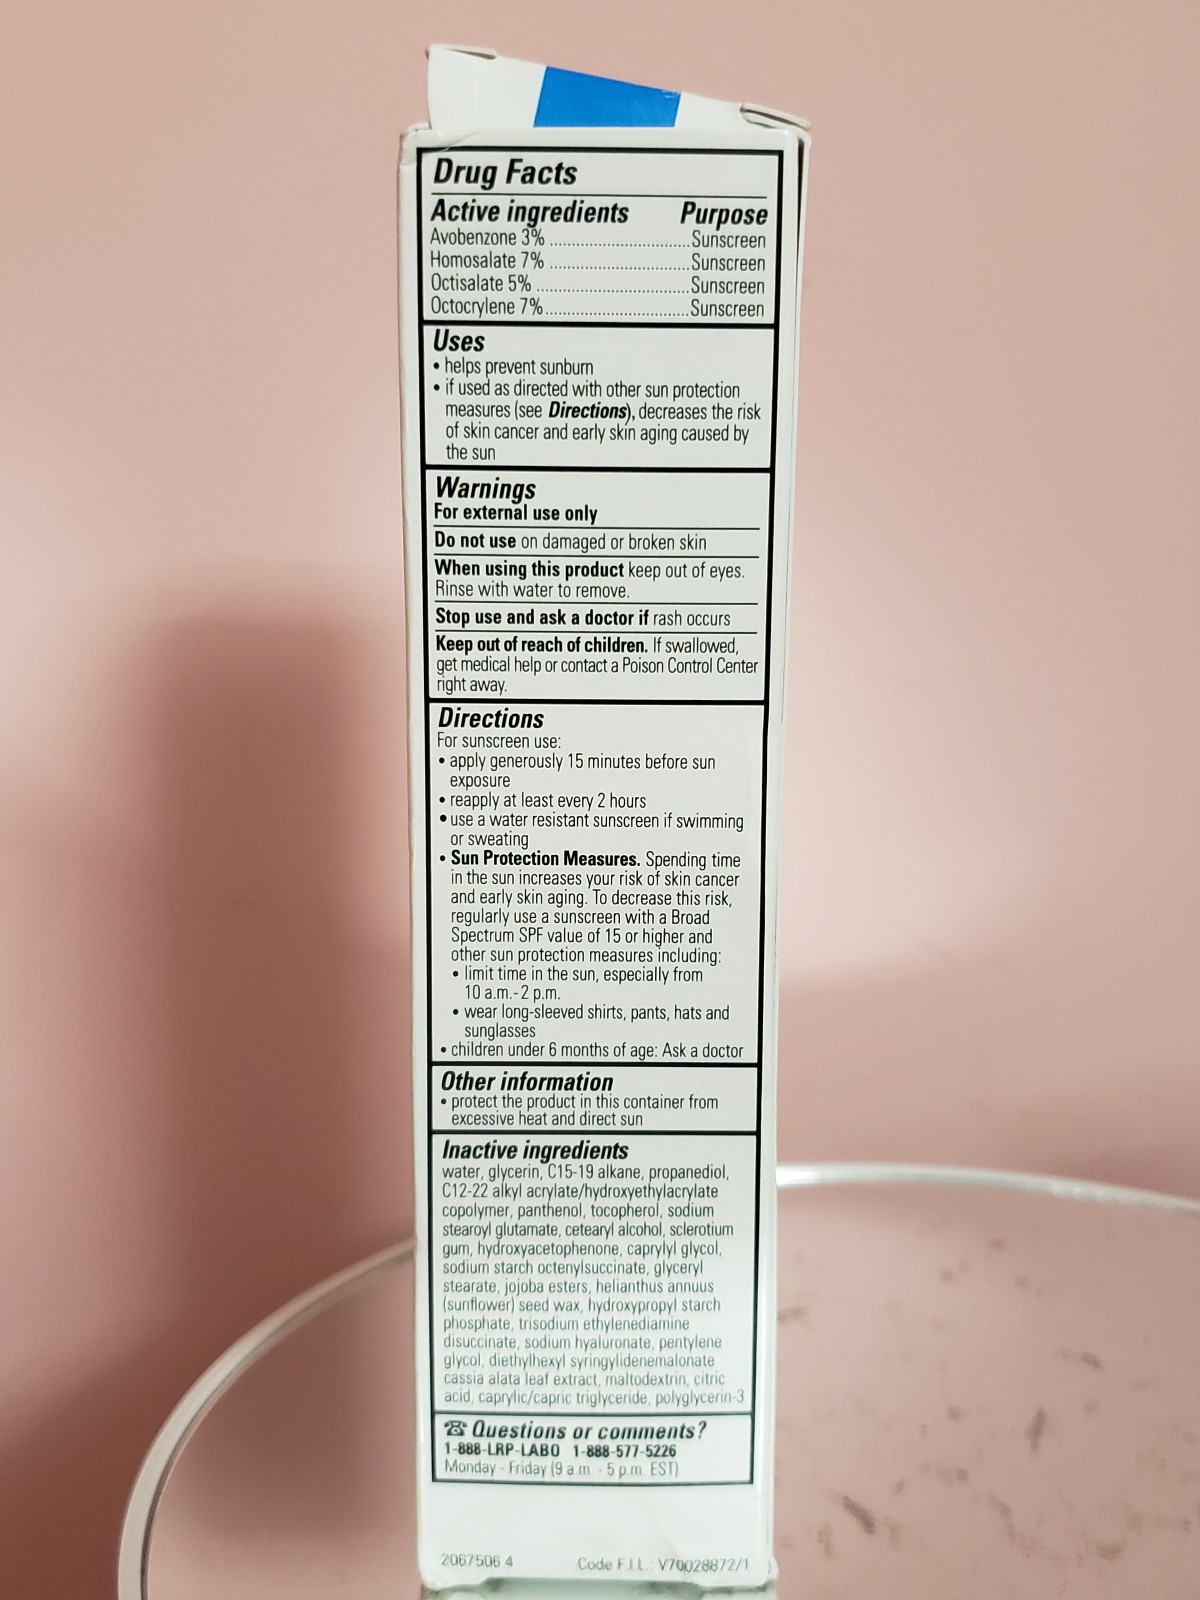 Drug Facts
Active ingredients Purpose
Avobenzone 3% ................................ Sunscreen
Homosalate 7% ................................ Sunscreen
Octisalate 5% ................................ Sunscreen
Octocrylene 7% ................................ Sunscreen
Uses
• helps prevent sunburn
• if used as directed with other sun protection
measures (see Directions), decreases the risk
of skin cancer and early skin aging caused by
the sun
Warnings
For external use only
Do not use on damaged or broken skin
When using this product keep out of eyes.
Rinse with water to remove.
Stop use and ask a doctor if rash occurs
Keep out of reach of children. If swallowed,
get medical help or contact a Poison Control Center
right away.
Directions
For sunscreen use:
• apply generously 15 minutes before sun
exposure
• reapply at least every 2 hours
• use a water resistant sunscreen if swimming
or sweating
• Sun Protection Measures. Spending time
in the sun increases your risk of skin cancer
and early skin aging. To decrease this risk,
regularly use a sunscreen with a Broad
Spectrum SPF value of 15 or higher and
other sun protection measures including:
• limit time in the sun, especially from
10 a.m.-2 p.m.
• wear long-sleeved shirts, pants, hats and
sunglasses
• children under 6 months of age: Ask a doctor
Other information
• protect the product in this container from
excessive heat and direct sun
Inactive ingredients
water, glycerin, C15-19 alkane, propanediol,
C12-22 alkyl acrylate/hydroxyethylacrylate
copolymer, panthenol, tocopherol, sodium
stearoyl glutamate, cetearyl alcohol, sclerotium
gum, hydroxyacetophenone, caprylyl glycol,
sodium starch octenylsuccinate, glyceryl
stearate, jojoba esters, helianthus annuus
(sunflower) seed wax, hydroxypropyl starch
phosphate, trisodium ethylenediamine
disuccinate, sodium hyaluronate, pentylene
glycol, diethylhexyl syringylidenemalonate
cassia alata leaf extract, maltodextrin, citric
acid, caprylic/capric triglyceride, polyglycerin-3
☎ Questions or comments?
1-888-LRP-LABO 1-888-577-5226
Monday - Friday (9 a.m. - 5 p.m. EST)
2067506 4 Code F.I.L.: V70028872/1